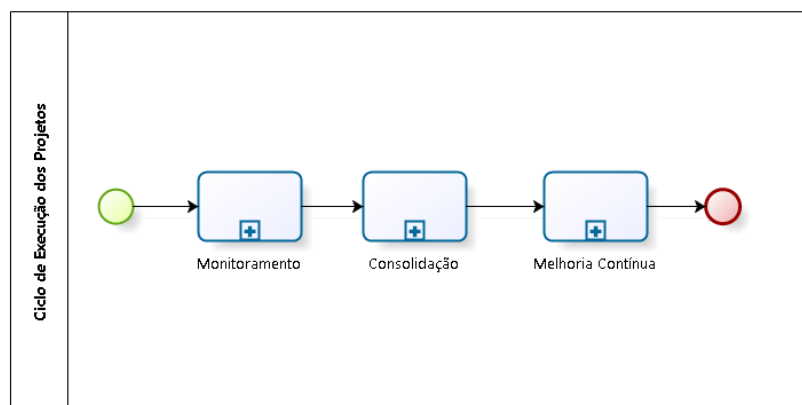 Ciclo de Execução dos Projetos
Monitoramento
Consolidação
Melhoria Contínua